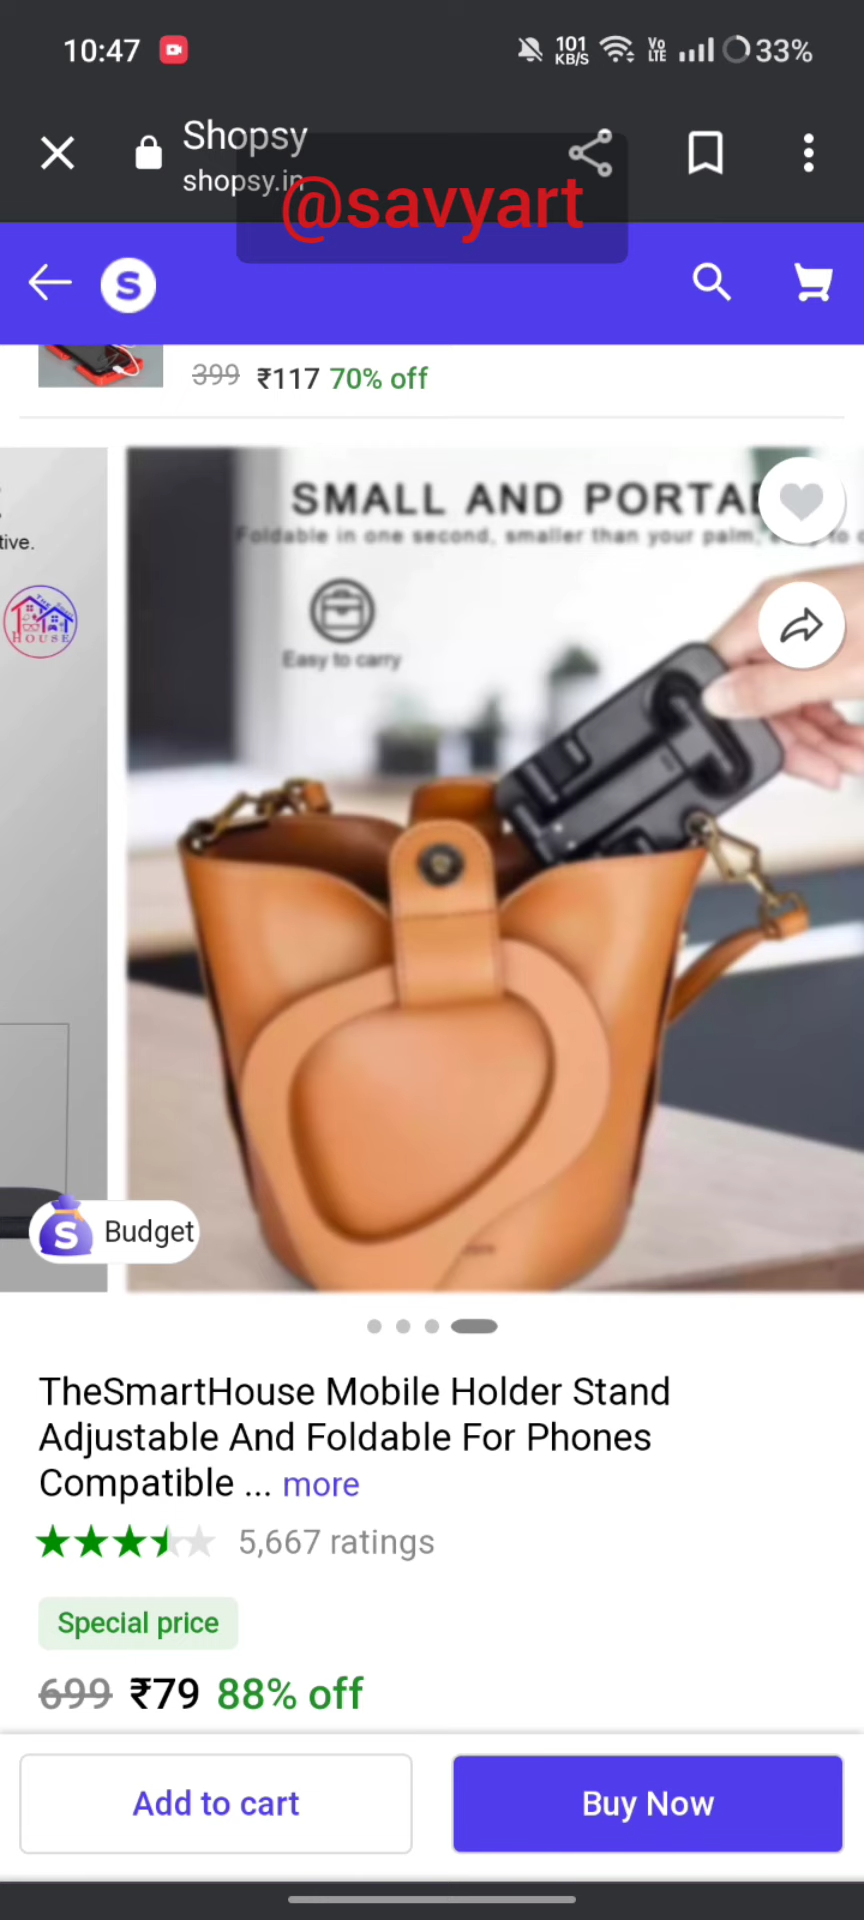 10:47
101
KB/S
Vo
LTE
33%
Shopsy
shopsy.in
@savyart
S
399 ₹117 70% off
SMALL AND
Foldable in one second, smaller than your palm,
tive.
HOUSE
Easy to carry
S Budget
TheSmartHouse Mobile Holder Stand
Adjustable And Foldable For Phones
Compatible ... more
5,667 ratings
Special price
699 ₹79 88% off
Add to cart
Buy Now